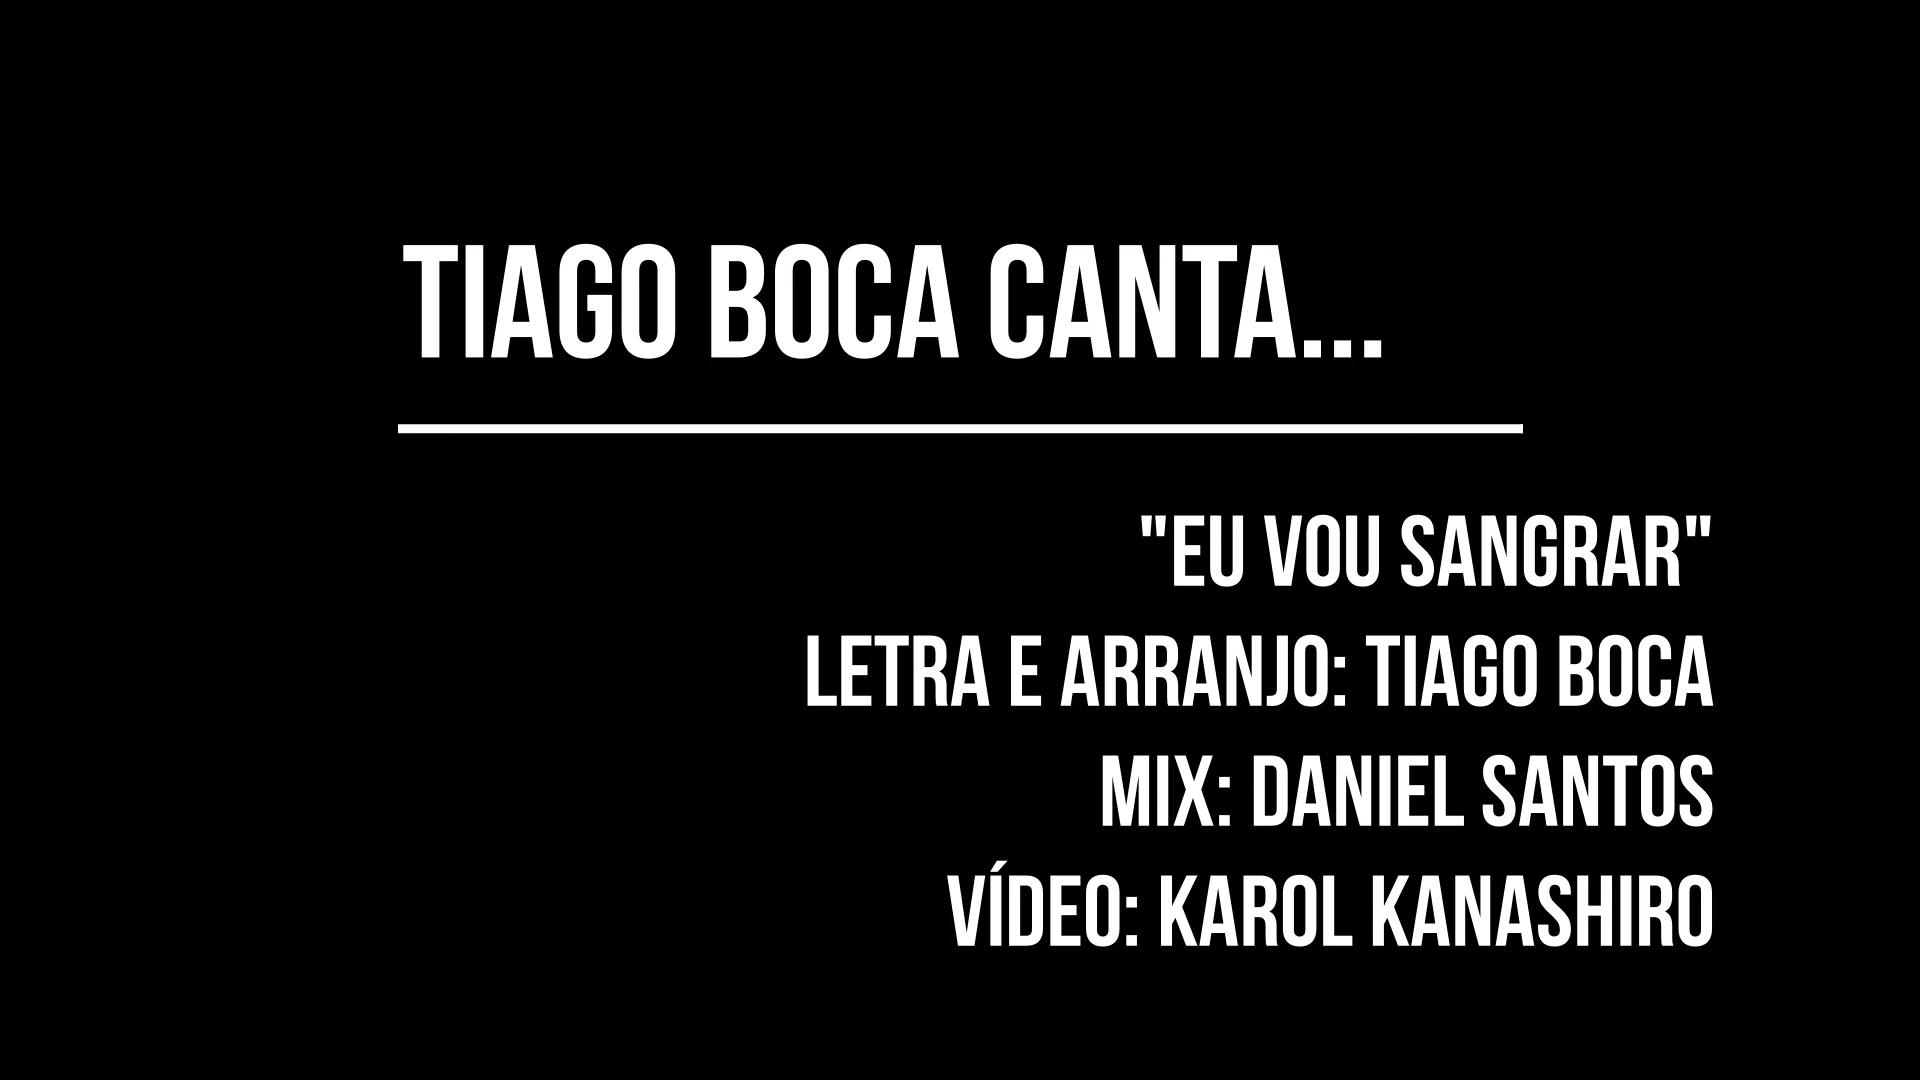 TIAGO BOCA CANTA...
"EU VOU SANGRAR"
LETRA E ARRANJO: TIAGO BOCA
MIX: DANIEL SANTOS
VÍDEO: KAROL KANASHIRO